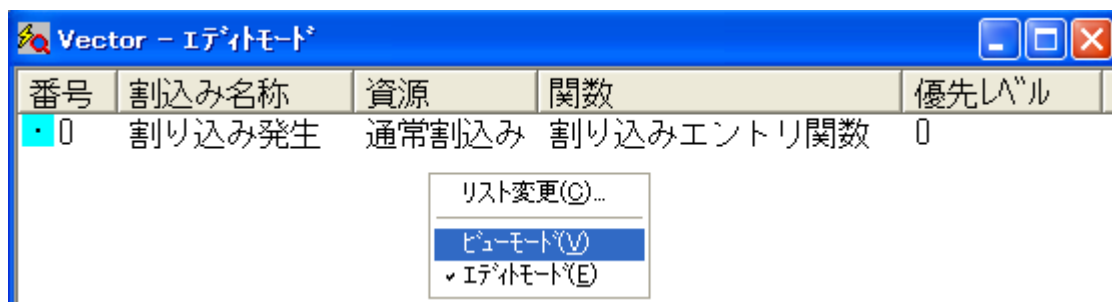 Vector - ｴﾃﾞｨﾄﾓｰﾄﾞ
番号 割込み名称 資源 関数 優先ﾚﾍﾞﾙ
・0 割り込み発生 通常割込み 割り込みエントリ関数 0
ﾘｽﾄ変更(C)...
ﾋﾞｭｰﾓｰﾄﾞ(V)
✓ ｴﾃﾞｨﾄﾓｰﾄﾞ(E)